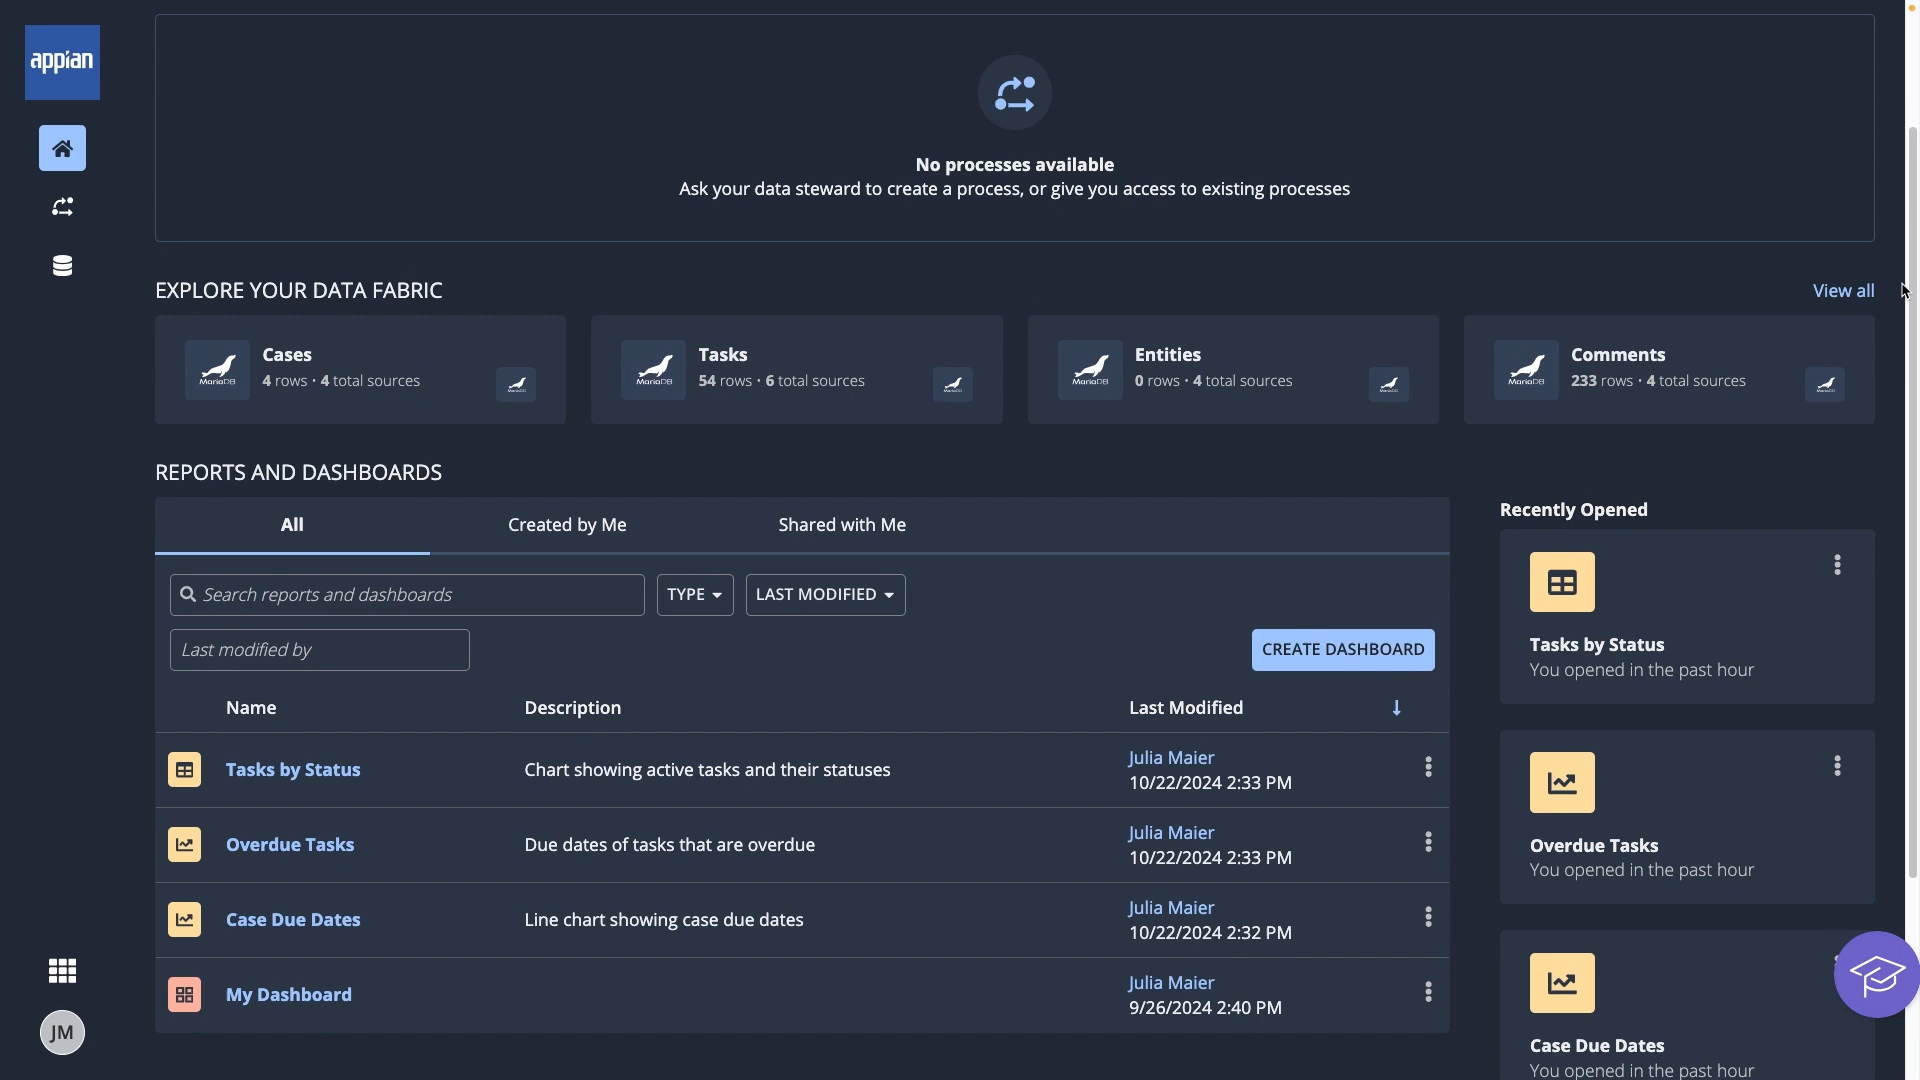 appian
No processes available
Ask your data steward to create a process, or give you access to existing processes
EXPLORE YOUR DATA FABRIC
View all
MariaDB
Cases
4 rows • 4 total sources
MariaDB
Tasks
54 rows • 6 total sources
MariaDB
Entities
0 rows • 4 total sources
MariaDB
Comments
233 rows • 4 total sources
REPORTS AND DASHBOARDS
All
Created by Me
Shared with Me
Search reports and dashboards
TYPE
LAST MODIFIED
Last modified by
CREATE DASHBOARD
Name
Description
Last Modified
Tasks by Status
Chart showing active tasks and their statuses
Julia Maier
10/22/2024 2:33 PM
Overdue Tasks
Due dates of tasks that are overdue
Julia Maier
10/22/2024 2:33 PM
Case Due Dates
Line chart showing case due dates
Julia Maier
10/22/2024 2:32 PM
My Dashboard
Julia Maier
9/26/2024 2:40 PM
Recently Opened
Tasks by Status
You opened in the past hour
Overdue Tasks
You opened in the past hour
Case Due Dates
You opened in the past hour
JM